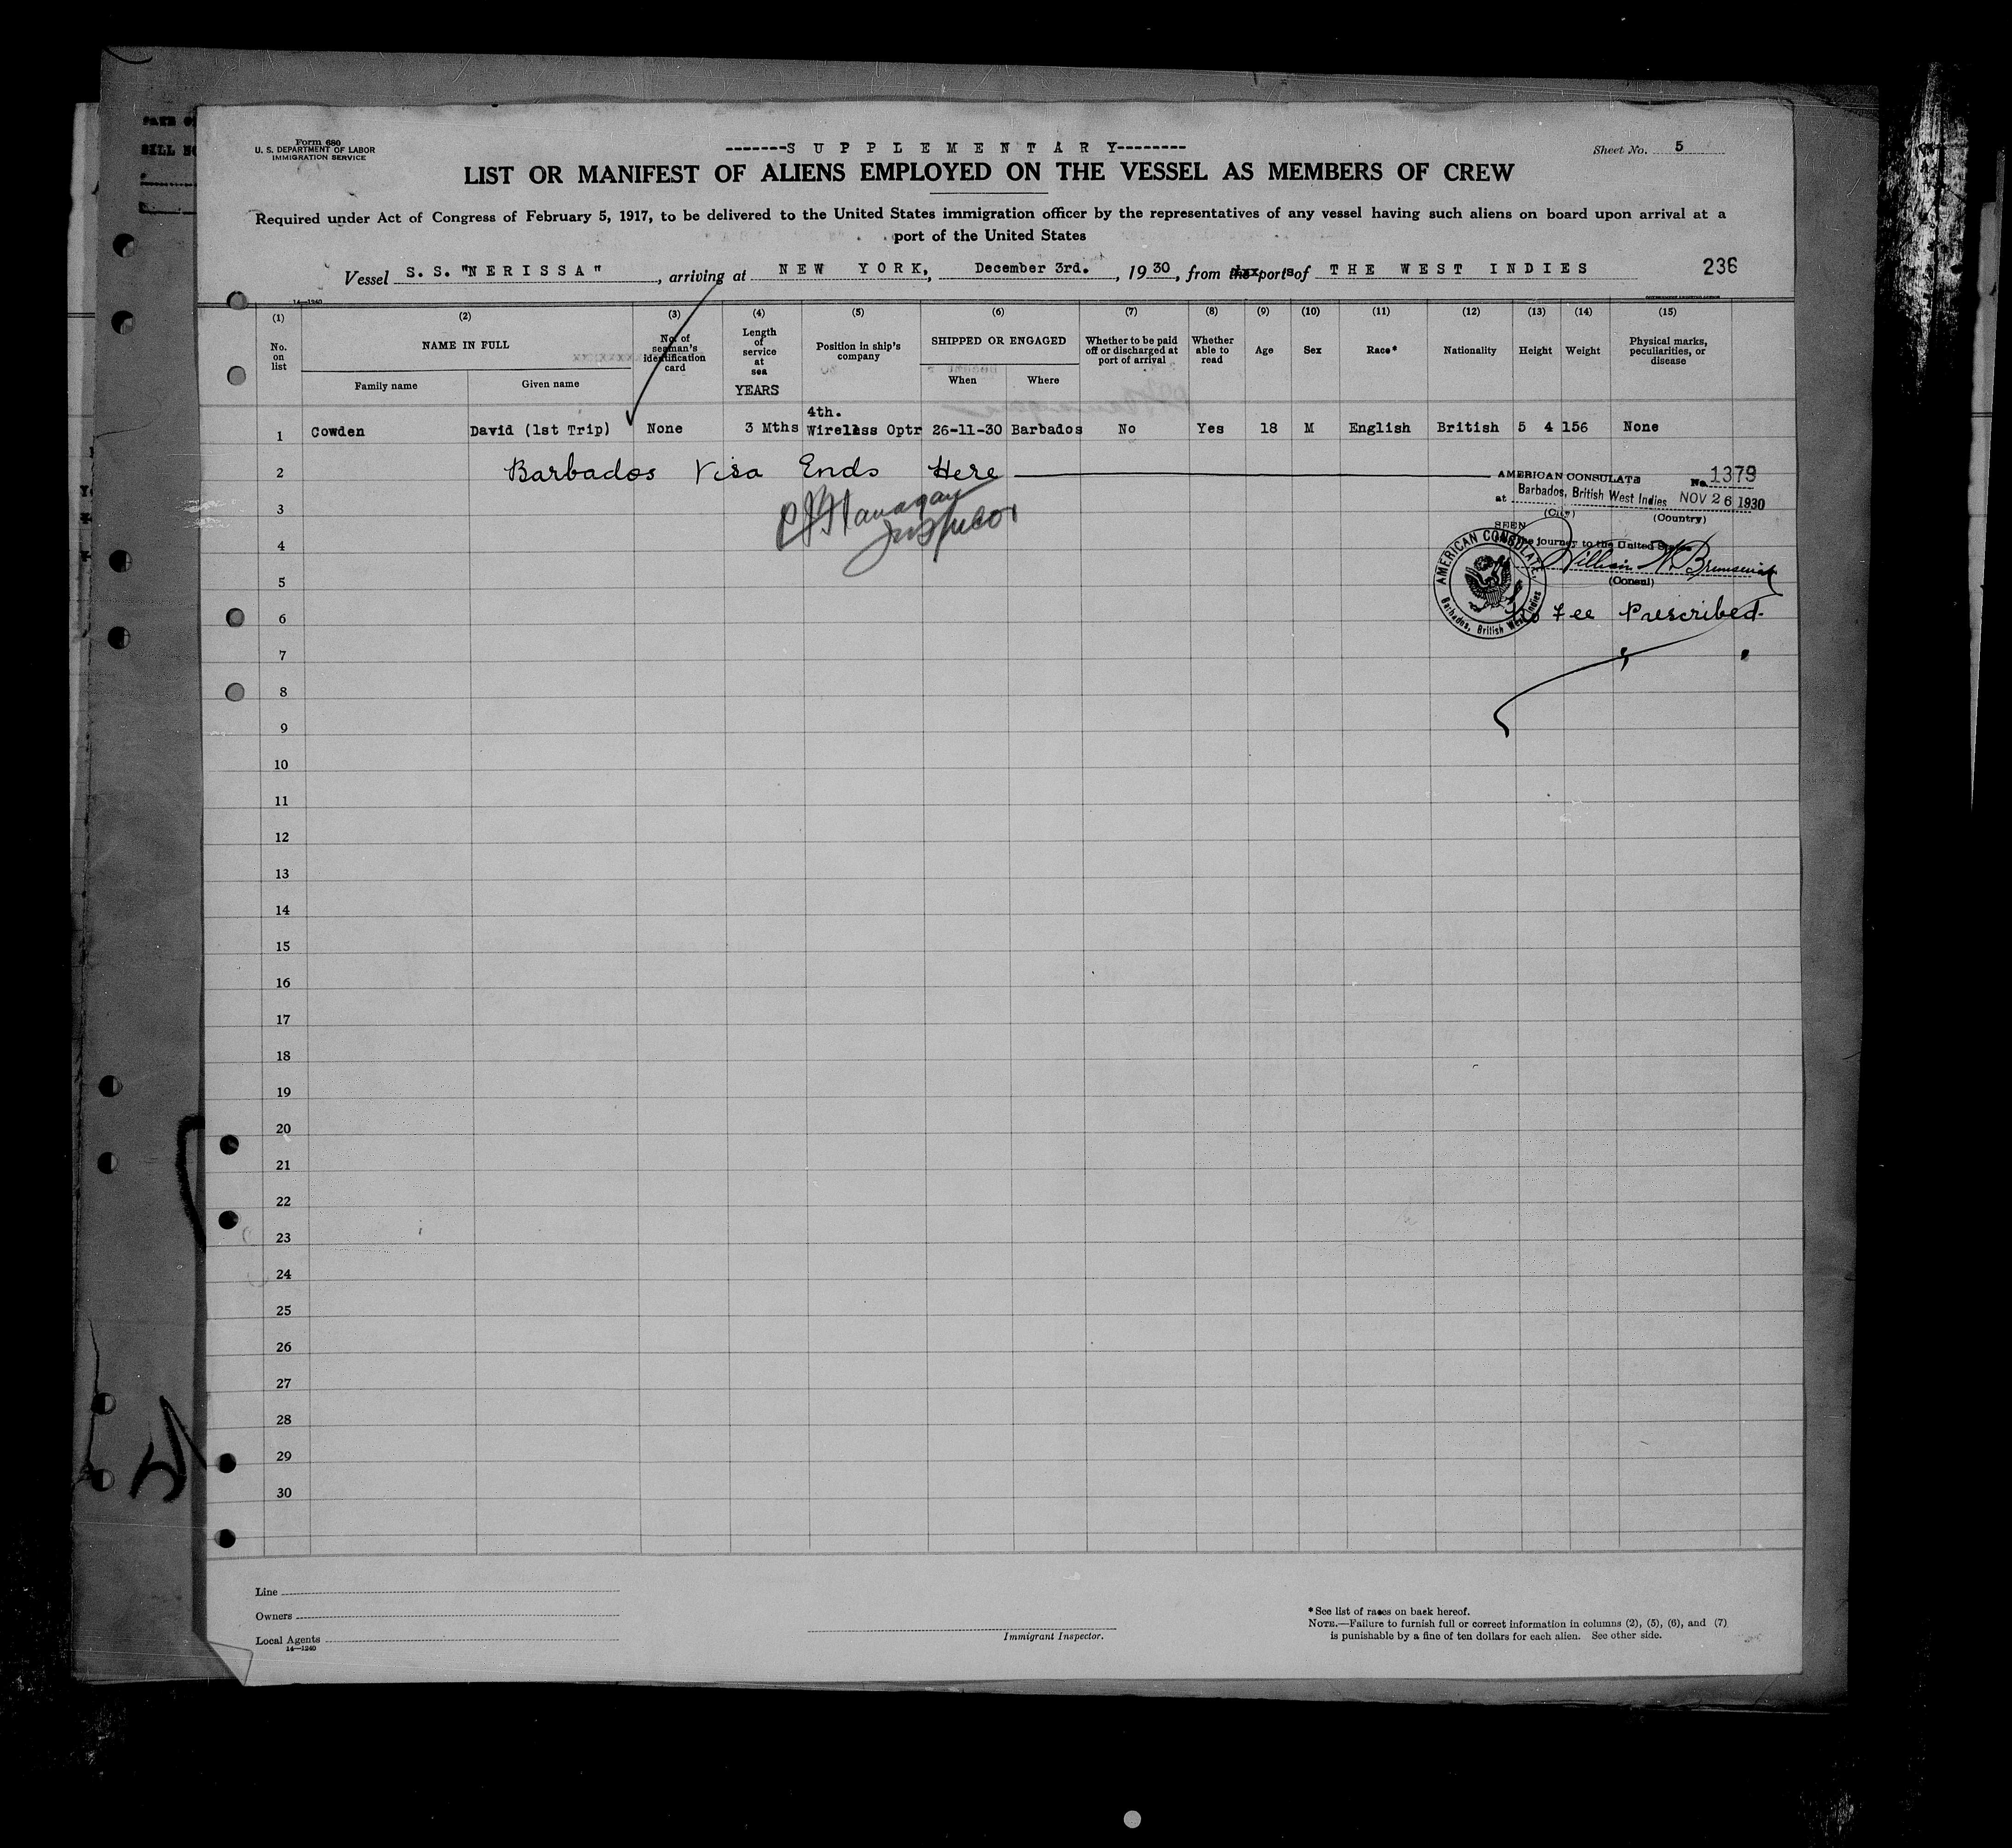 Form 680
U. S. DEPARTMENT OF LABOR
IMMIGRATION SERVICE
-------S U P P L E M E N T A R Y--------
Sheet No. 5
LIST OR MANIFEST OF ALIENS EMPLOYED ON THE VESSEL AS MEMBERS OF CREW
Required under Act of Congress of February 5, 1917, to be delivered to the United States immigration officer by the representatives of any vessel having such aliens on board upon arrival at a
port of the United States
Vessel S. S. "N E R I S S A", arriving at N E W Y O R K, December 3rd., 1930, from the ports of T H E W E S T I N D I E S 236
14—1240
(1) (2) (3) (4) (5) (6) (7) (8) (9) (10) (11) (12) (13) (14) (15)
No. on list
NAME IN FULL
Family name
Given name
No. of seaman's identification card
Length of service at sea
YEARS
Position in ship's company
SHIPPED OR ENGAGED
When
Where
Whether to be paid off or discharged at port of arrival
Whether able to read
Age
Sex
Race*
Nationality
Height
Weight
Physical marks, peculiarities, or disease
4th.
1 Cowden David (1st Trip) None 3 Mths Wireless Optr 26-11-30 Barbados No Yes 18 M English British 5 4 156 None
2 Barbados Visa Ends Here
AMERICAN CONSULATE No. 1379
at Barbados, British West Indies NOV 26 1930
(City) (Country)
3
Inspector
SEEN
4
journey to the United States
William W. Brunswick
(Consul)
AMERICAN CONSULATE,
Barbados, British West Indies
5
No Fee Prescribed.
6
7
8
9
10
11
12
13
14
15
16
17
18
19
20
21
22
23
24
25
26
27
28
29
30
Line
Owners
Local Agents
14—1240
Immigrant Inspector.
*See list of races on back hereof.
NOTE.—Failure to furnish full or correct information in columns (2), (5), (6), and (7)
is punishable by a fine of ten dollars for each alien. See other side.